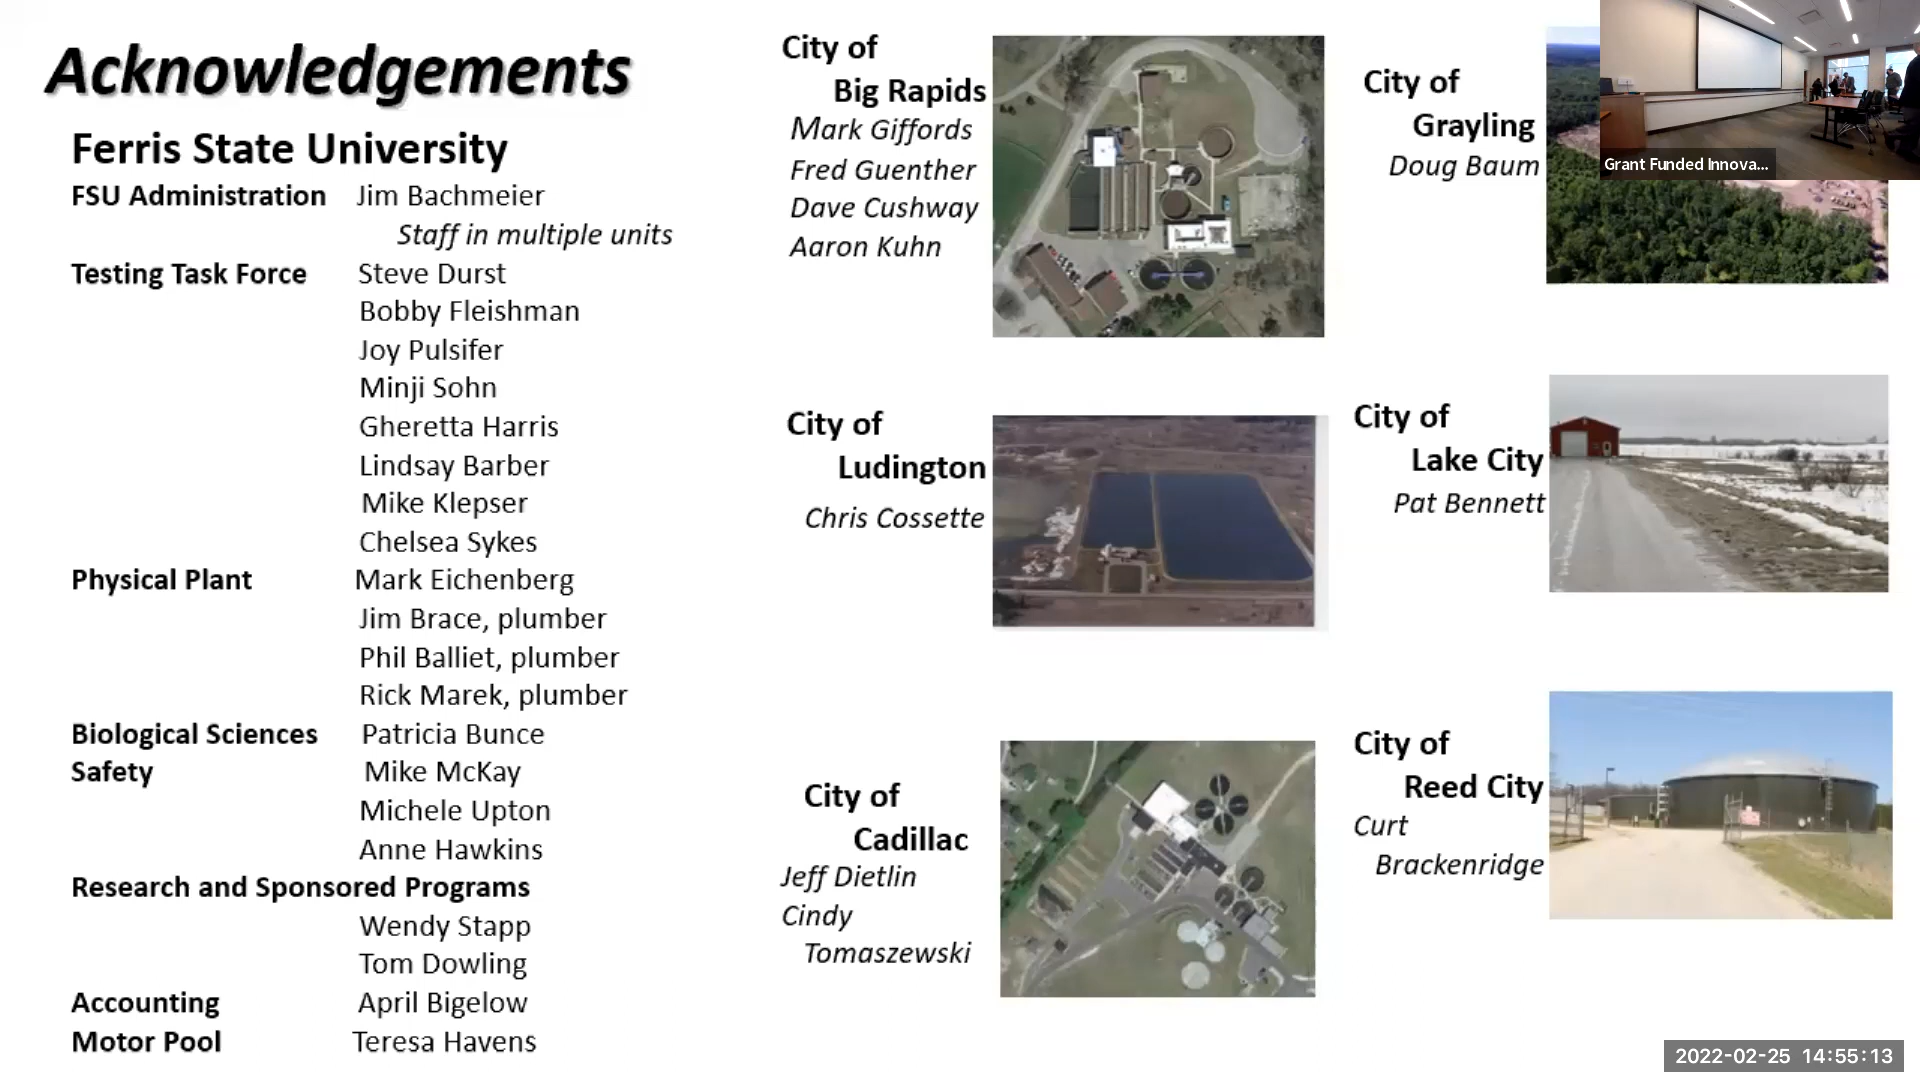 Acknowledgements
Ferris State University
FSU Administration Jim Bachmeier
Staff in multiple units
Testing Task Force Steve Durst
Bobby Fleishman
Joy Pulsifer
Minji Sohn
Gheretta Harris
Lindsay Barber
Mike Klepser
Chelsea Sykes
Physical Plant Mark Eichenberg
Jim Brace, plumber
Phil Balliet, plumber
Rick Marek, plumber
Biological Sciences Patricia Bunce
Safety Mike McKay
Michele Upton
Anne Hawkins
Research and Sponsored Programs
Wendy Stapp
Tom Dowling
Accounting April Bigelow
Motor Pool Teresa Havens
City of
Big Rapids
Mark Giffords
Fred Guenther
Dave Cushway
Aaron Kuhn
City of
Ludington
Chris Cossette
City of
Cadillac
Jeff Dietlin
Cindy
Tomaszewski
City of
Grayling
Doug Baum
City of
Lake City
Pat Bennett
City of
Reed City
Curt
Brackenridge
Grant Funded Innova...
2022-02-25 14:55:13